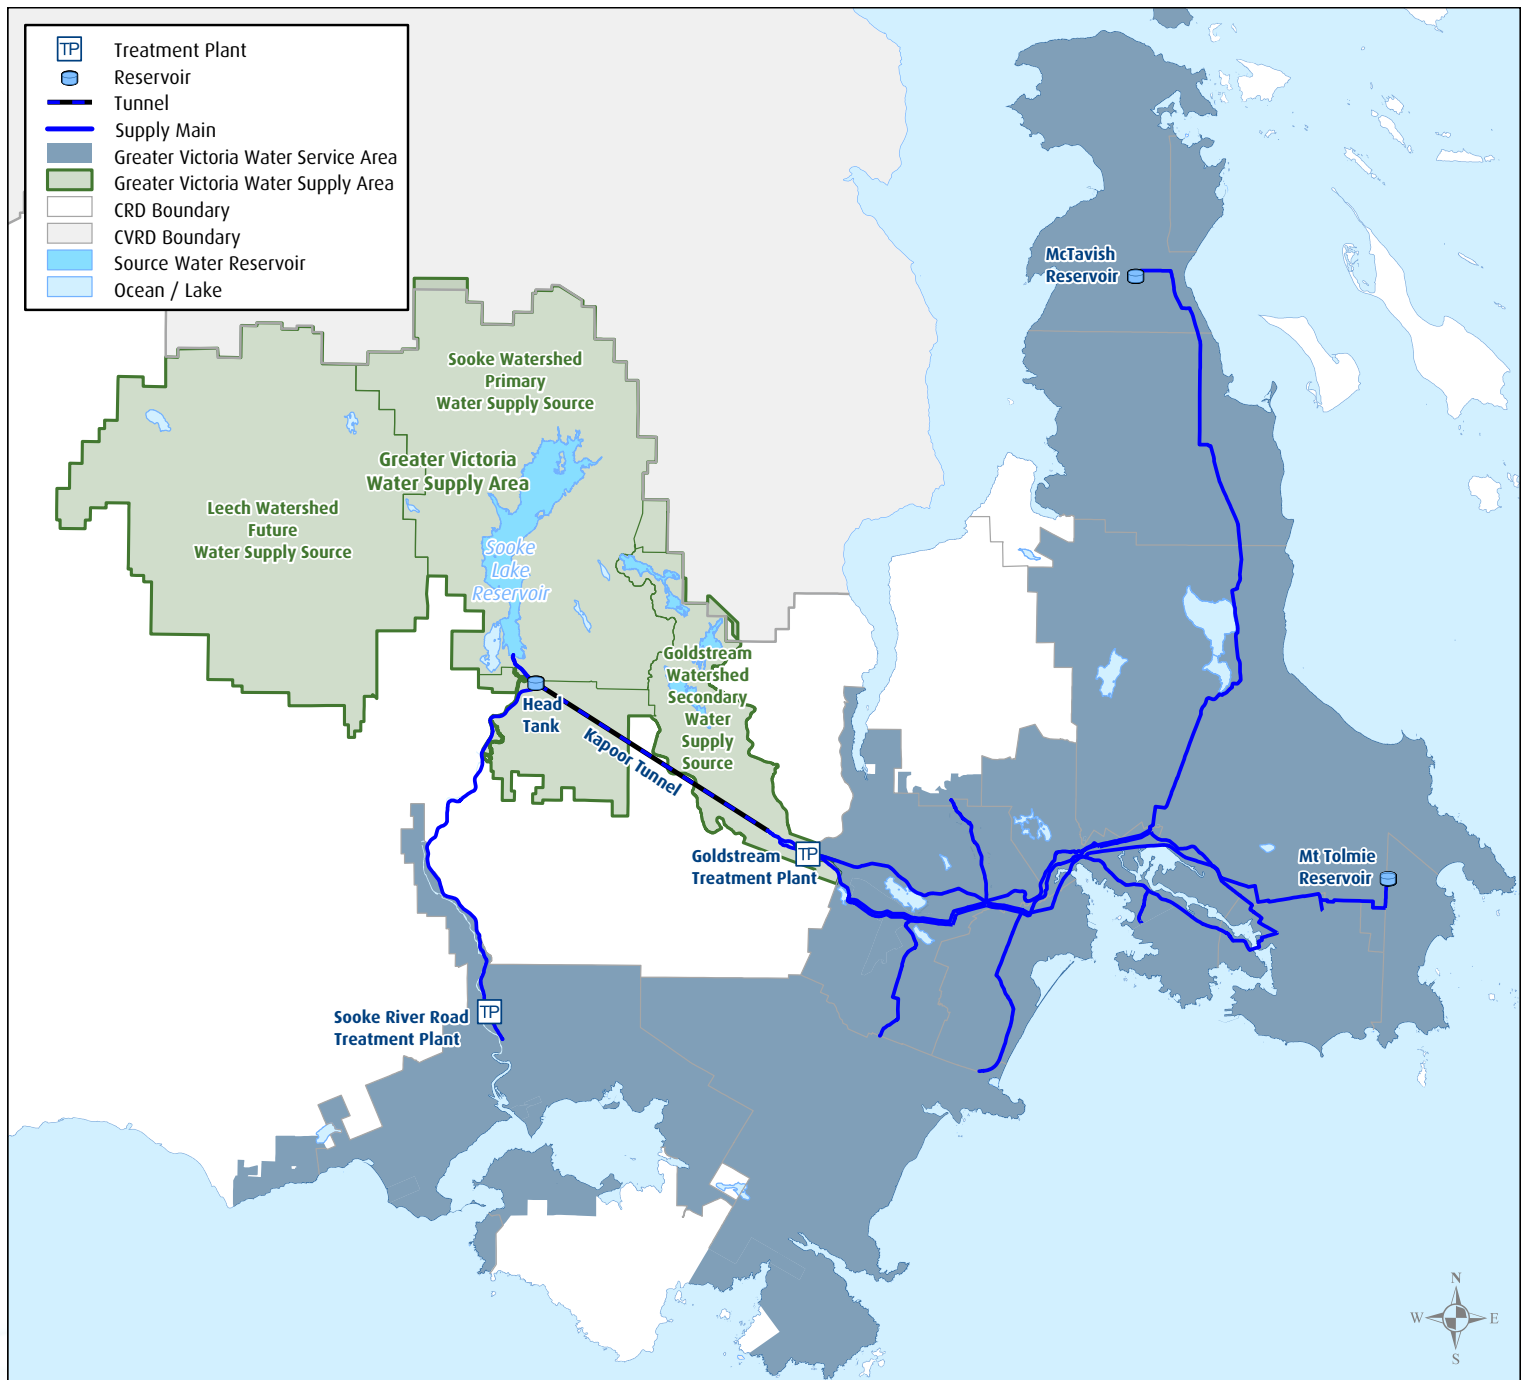 TP Treatment Plant
Reservoir
Tunnel
Supply Main
Greater Victoria Water Service Area
Greater Victoria Water Supply Area
CRD Boundary
CVRD Boundary
Source Water Reservoir
Ocean / Lake
McTavish
Reservoir
Sooke Watershed
Primary
Water Supply Source
Greater Victoria
Water Supply Area
Leech Watershed
Future
Water Supply Source
Sooke
Lake
Reservoir
Goldstream
Watershed
Secondary
Water
Supply
Source
Head
Tank
Kapoor Tunnel
Goldstream
Treatment Plant
TP
Mt Tolmie
Reservoir
Sooke River Road
Treatment Plant
TP
N
W E
S